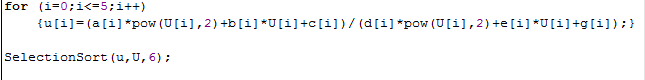 for (i=0;i<=5;i++)
{u[i]=(a[i]*pow(U[i],2)+b[i]*U[i]+c[i])/(d[i]*pow(U[i],2)+e[i]*U[i]+g[i]);}
SelectionSort(u,U,6);